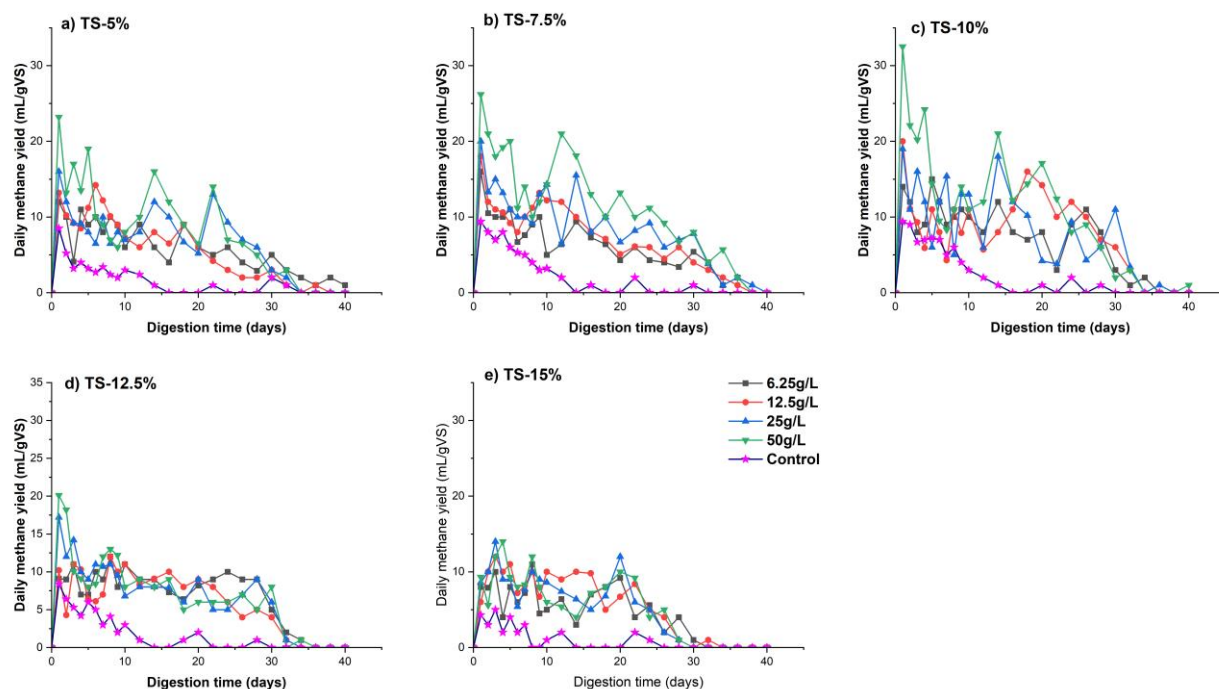 a) TS-5%
Daily methane yield (mL/gVS)
30
20
10
0
0 10 20 30 40
Digestion time (days)
b) TS-7.5%
Daily methane yield (mL/gVS)
30
20
10
0
0 10 20 30 40
Digestion time (days)
c) TS-10%
Daily methane yield (mL/gVS)
30
20
10
0
0 10 20 30 40
Digestion time (days)
d) TS-12.5%
Daily methane yield (mL/gVS)
35
30
25
20
15
10
5
0
0 10 20 30 40
Digestion time (days)
e) TS-15%
Daily methane yield (mL/gVS)
30
20
10
0
0 10 20 30 40
Digestion time (days)
6.25g/L
12.5g/L
25g/L
50g/L
Control